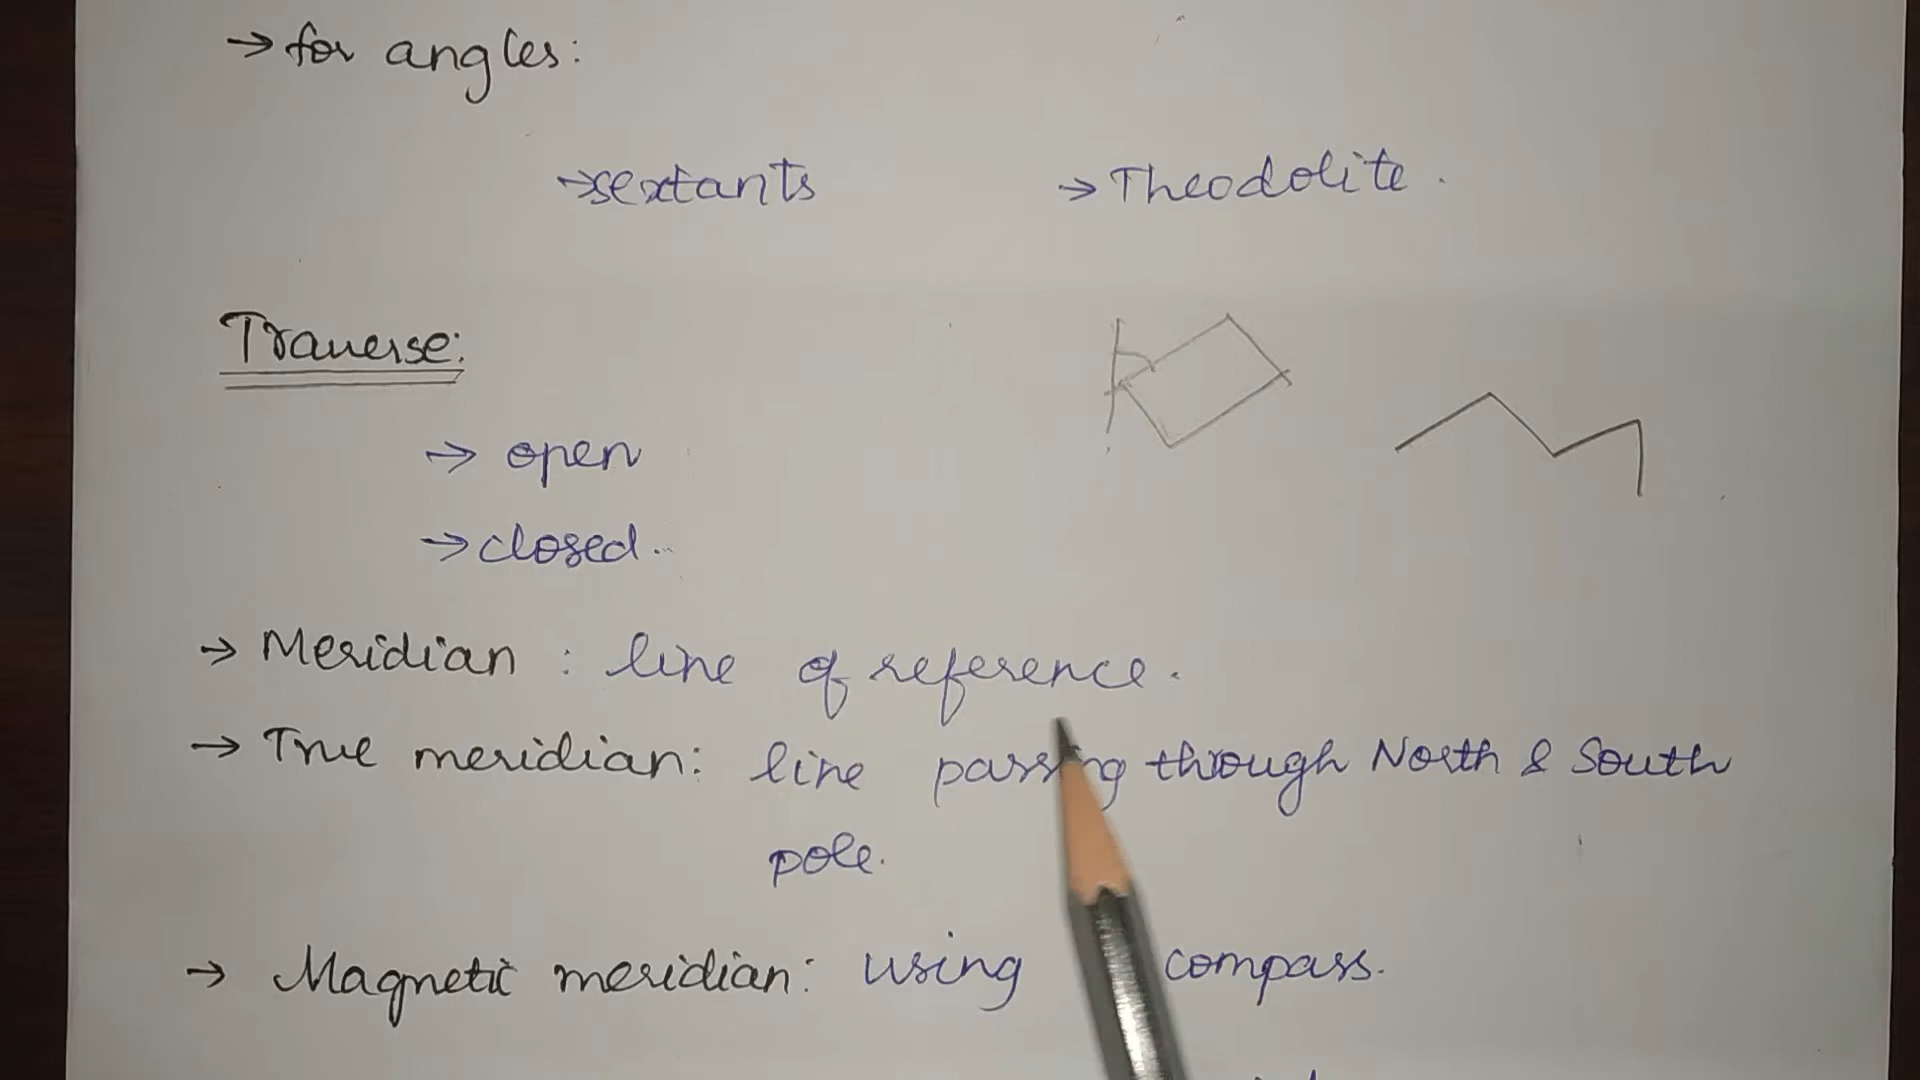 → for angles:
→ sextants → Theodolite.
Traverse:
→ open
→ closed..
→ Meridian : line of reference.
→ True meridian: line passing through North & South
pole.
→ Magnetic meridian: using compass.